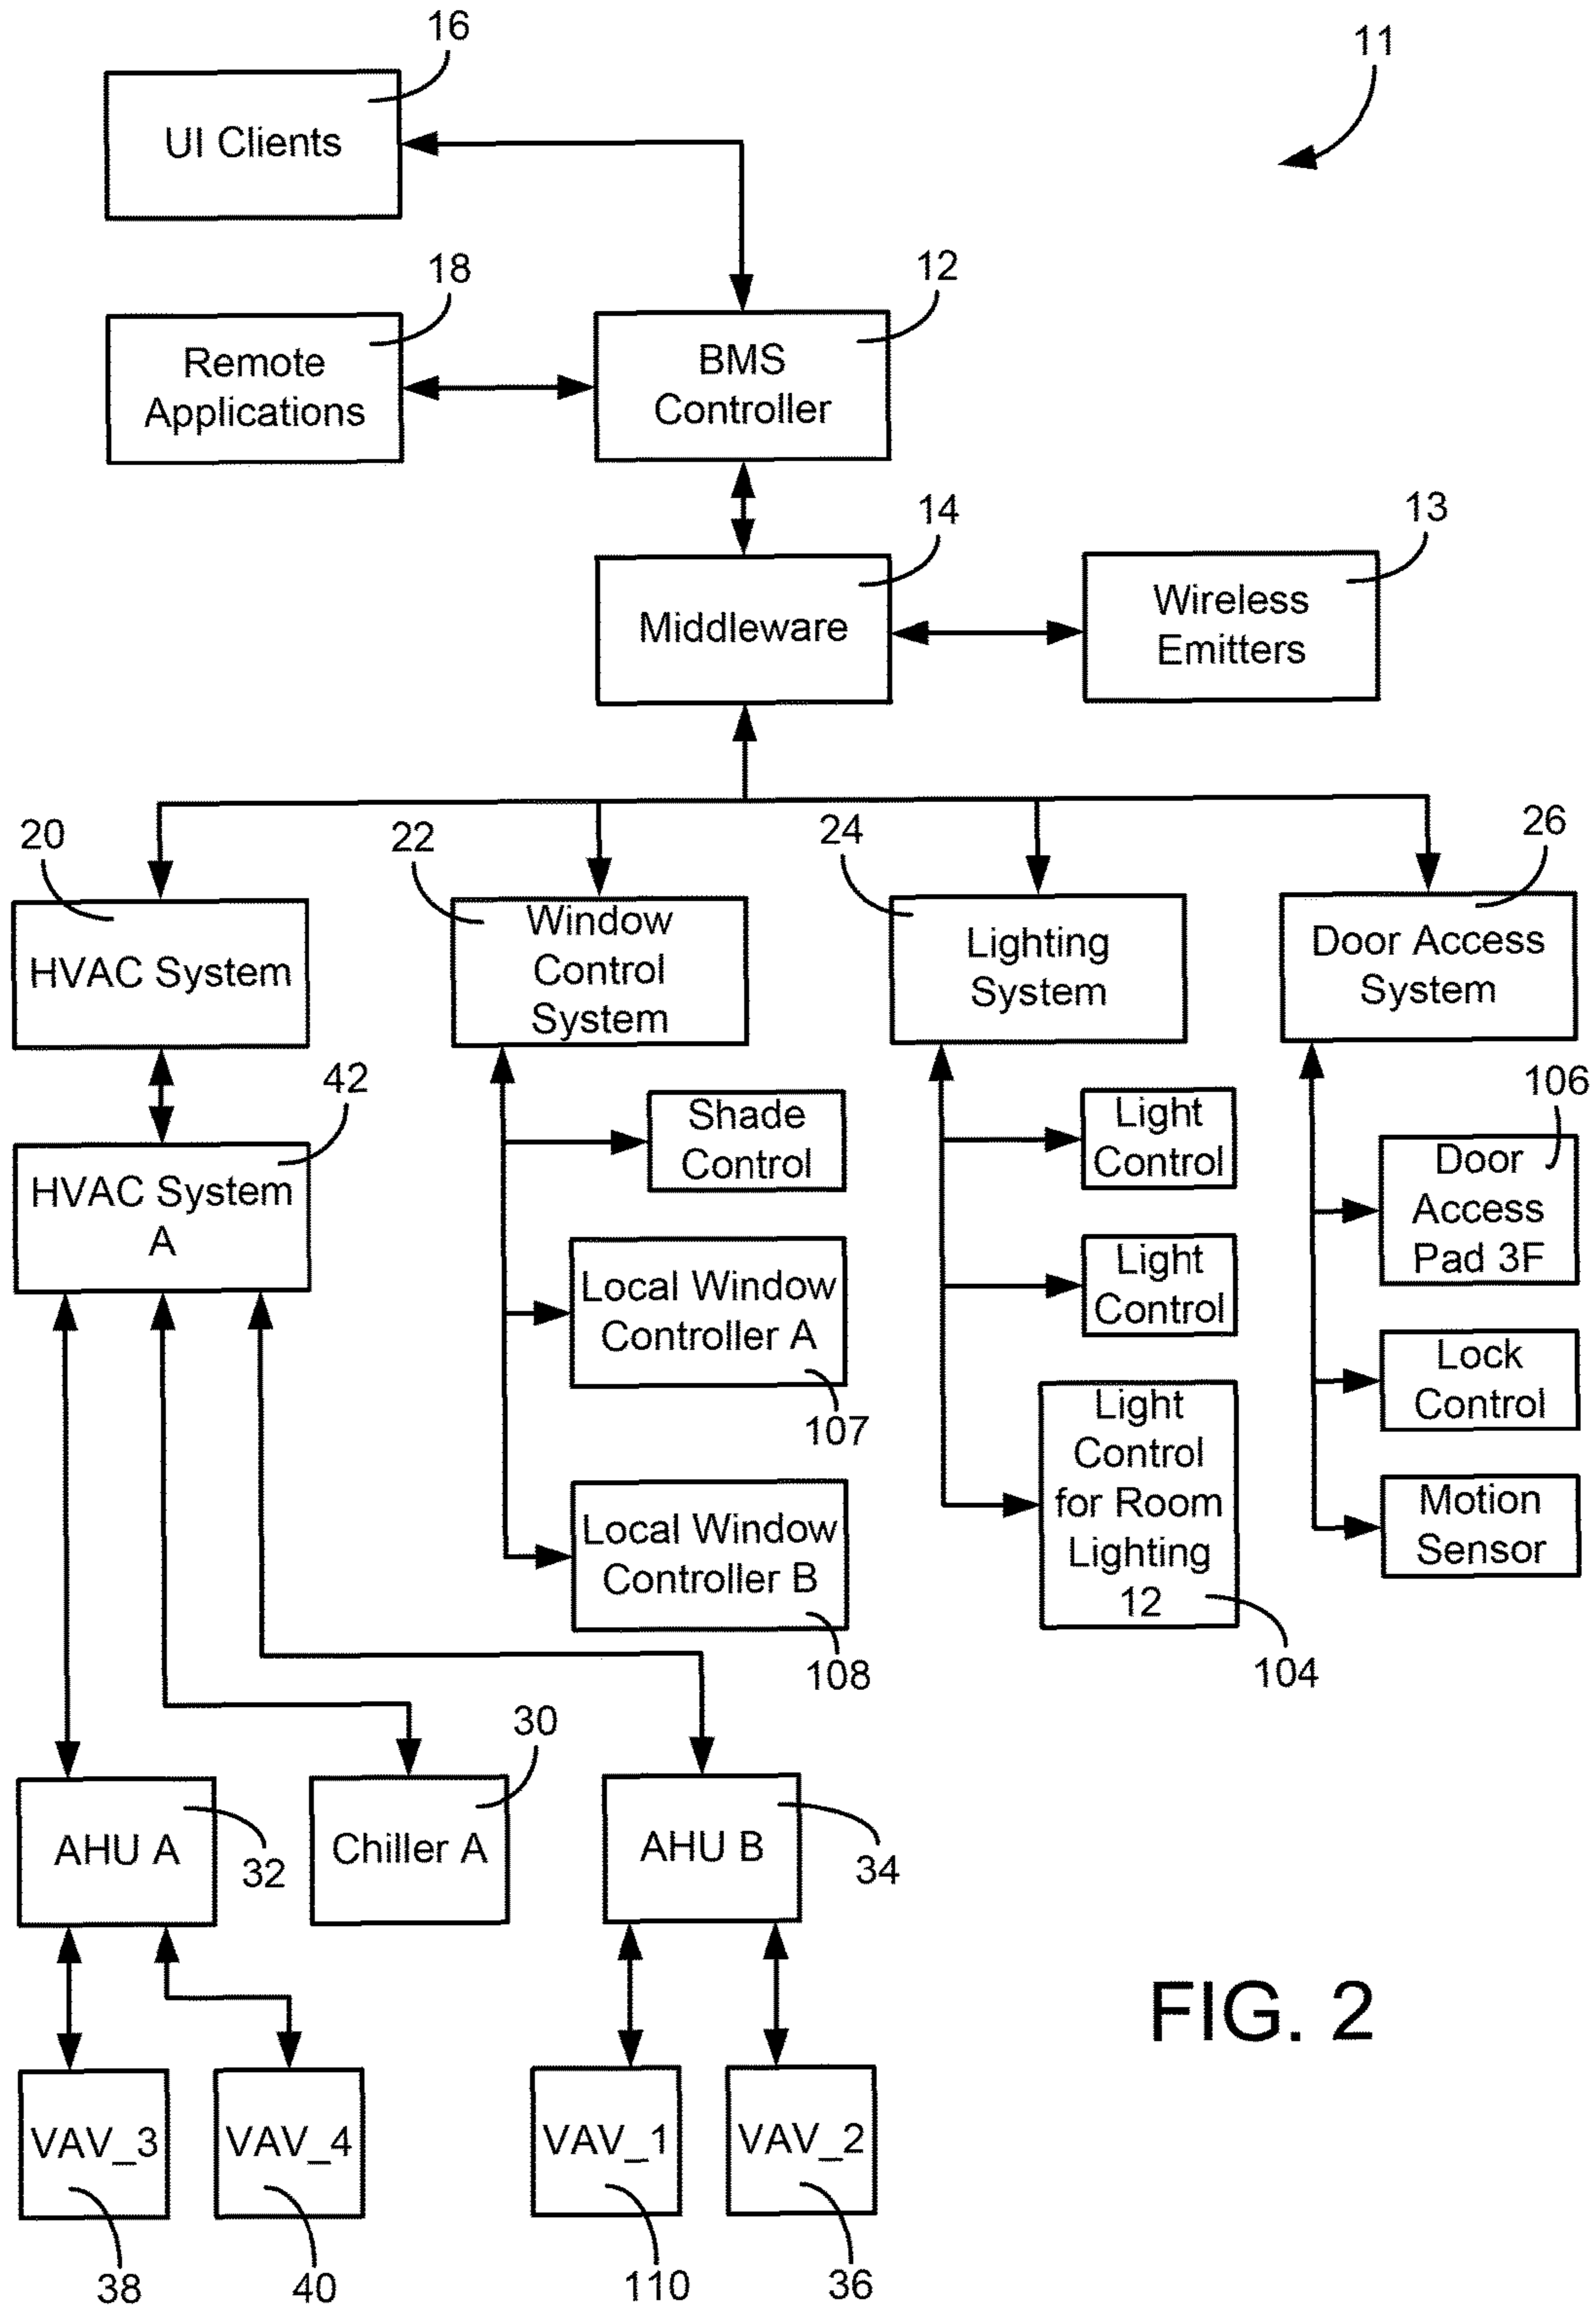 16
11
UI Clients
18
12
Remote
Applications
BMS
Controller
14
13
Middleware
Wireless
Emitters
20
22
24
26
HVAC System
Window
Control
System
Lighting
System
Door Access
System
42
106
HVAC System
A
Shade
Control
Light
Control
Door
Access
Pad 3F
Local Window
Controller A
107
Light
Control
Lock
Control
Local Window
Controller B
108
Light
Control
for Room
Lighting
12
104
Motion
Sensor
30
AHU A
32
Chiller A
AHU B
34
VAV_3
VAV_4
VAV_1
VAV_2
38
40
110
36
FIG. 2